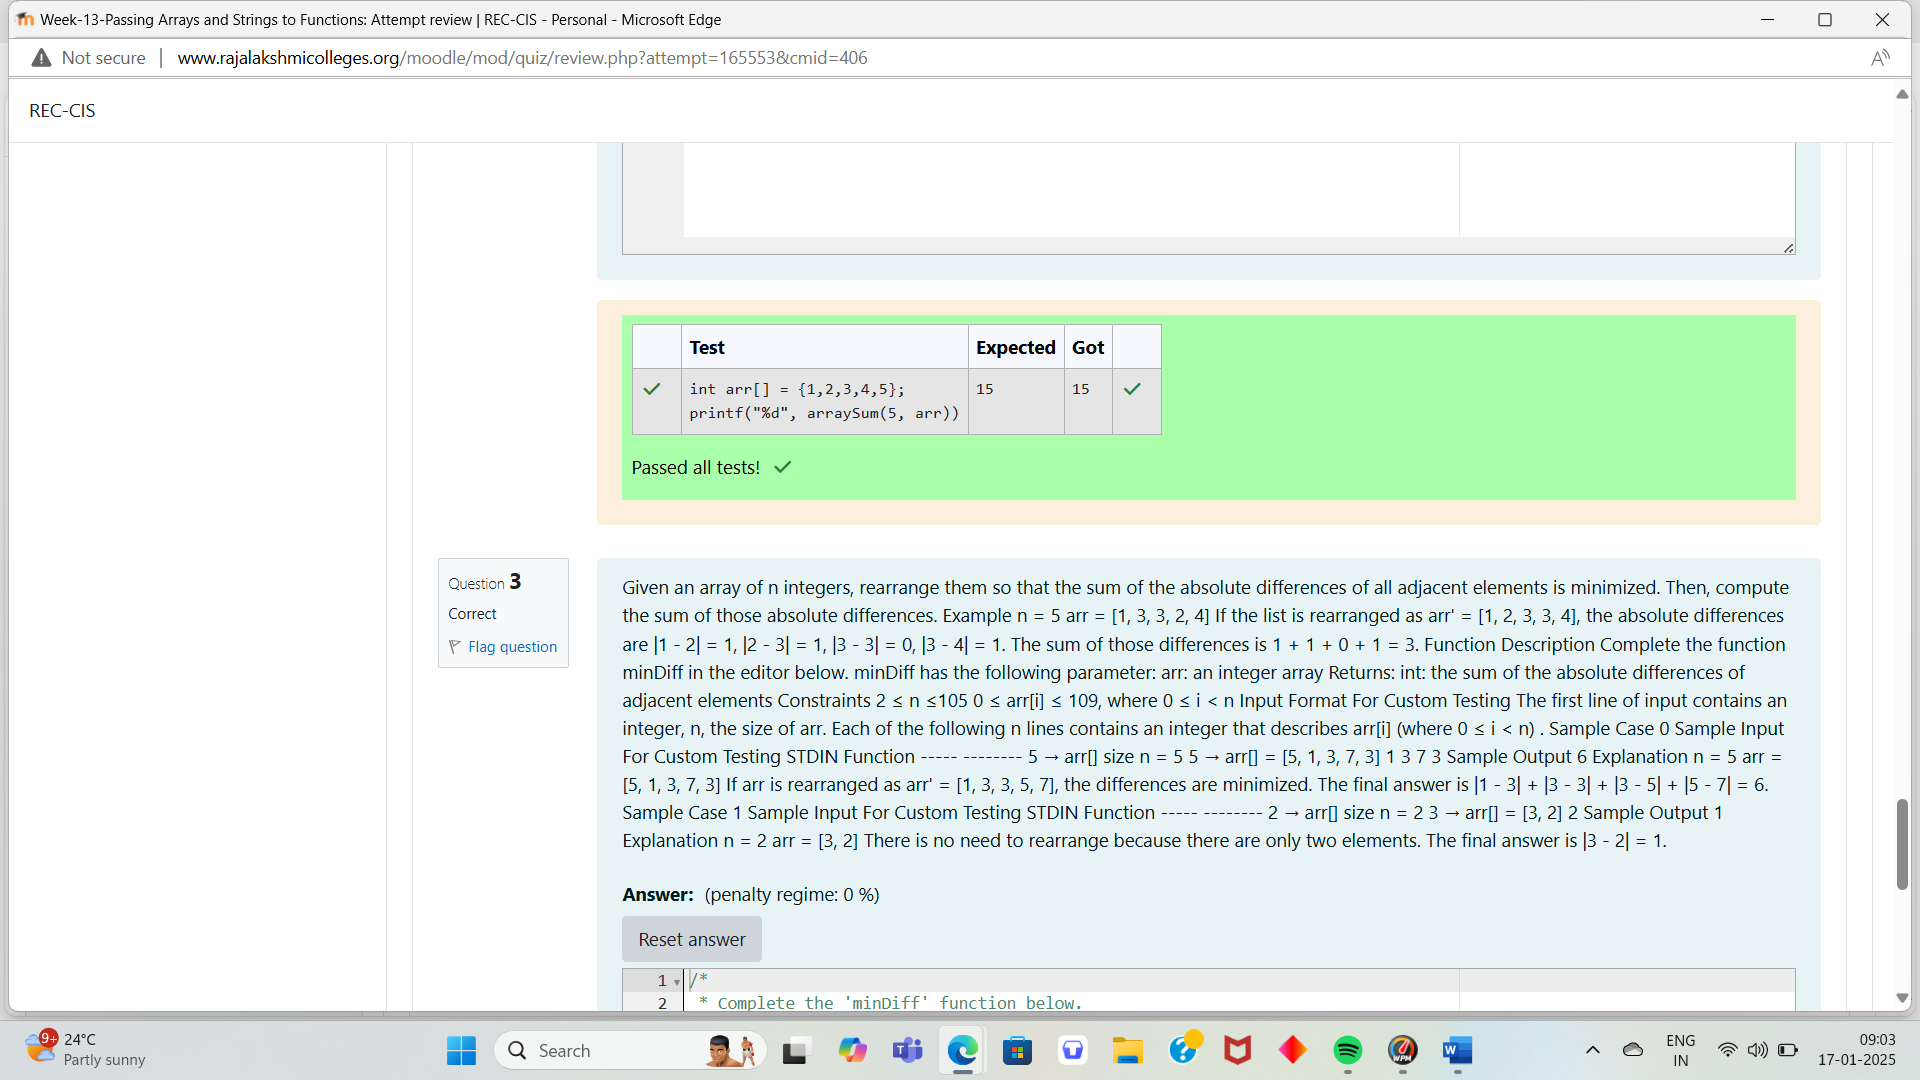 Week-13-Passing Arrays and Strings to Functions: Attempt review | REC-CIS - Personal - Microsoft Edge
Not secure | www.rajalakshmicolleges.org/moodle/mod/quiz/review.php?attempt=165553&cmid=406
REC-CIS
Test Expected Got
int arr[] = {1,2,3,4,5}; 15 15
printf("%d", arraySum(5, arr))
Passed all tests!
Question 3
Correct
Flag question
Given an array of n integers, rearrange them so that the sum of the absolute differences of all adjacent elements is minimized. Then, compute
the sum of those absolute differences. Example n = 5 arr = [1, 3, 3, 2, 4] If the list is rearranged as arr' = [1, 2, 3, 3, 4], the absolute differences
are |1 - 2| = 1, |2 - 3| = 1, |3 - 3| = 0, |3 - 4| = 1. The sum of those differences is 1 + 1 + 0 + 1 = 3. Function Description Complete the function
minDiff in the editor below. minDiff has the following parameter: arr: an integer array Returns: int: the sum of the absolute differences of
adjacent elements Constraints 2 ≤ n ≤105 0 ≤ arr[i] ≤ 109, where 0 ≤ i < n Input Format For Custom Testing The first line of input contains an
integer, n, the size of arr. Each of the following n lines contains an integer that describes arr[i] (where 0 ≤ i < n) . Sample Case 0 Sample Input
For Custom Testing STDIN Function ----- -------- 5 → arr[] size n = 5 5 → arr[] = [5, 1, 3, 7, 3] 1 3 7 3 Sample Output 6 Explanation n = 5 arr =
[5, 1, 3, 7, 3] If arr is rearranged as arr' = [1, 3, 3, 5, 7], the differences are minimized. The final answer is |1 - 3| + |3 - 3| + |3 - 5| + |5 - 7| = 6.
Sample Case 1 Sample Input For Custom Testing STDIN Function ----- -------- 2 → arr[] size n = 2 3 → arr[] = [3, 2] 2 Sample Output 1
Explanation n = 2 arr = [3, 2] There is no need to rearrange because there are only two elements. The final answer is |3 - 2| = 1.
Answer: (penalty regime: 0 %)
Reset answer
1 /*
2 * Complete the 'minDiff' function below.
9+ 24°C
Partly sunny
Search
WPM
ENG
IN
09:03
17-01-2025